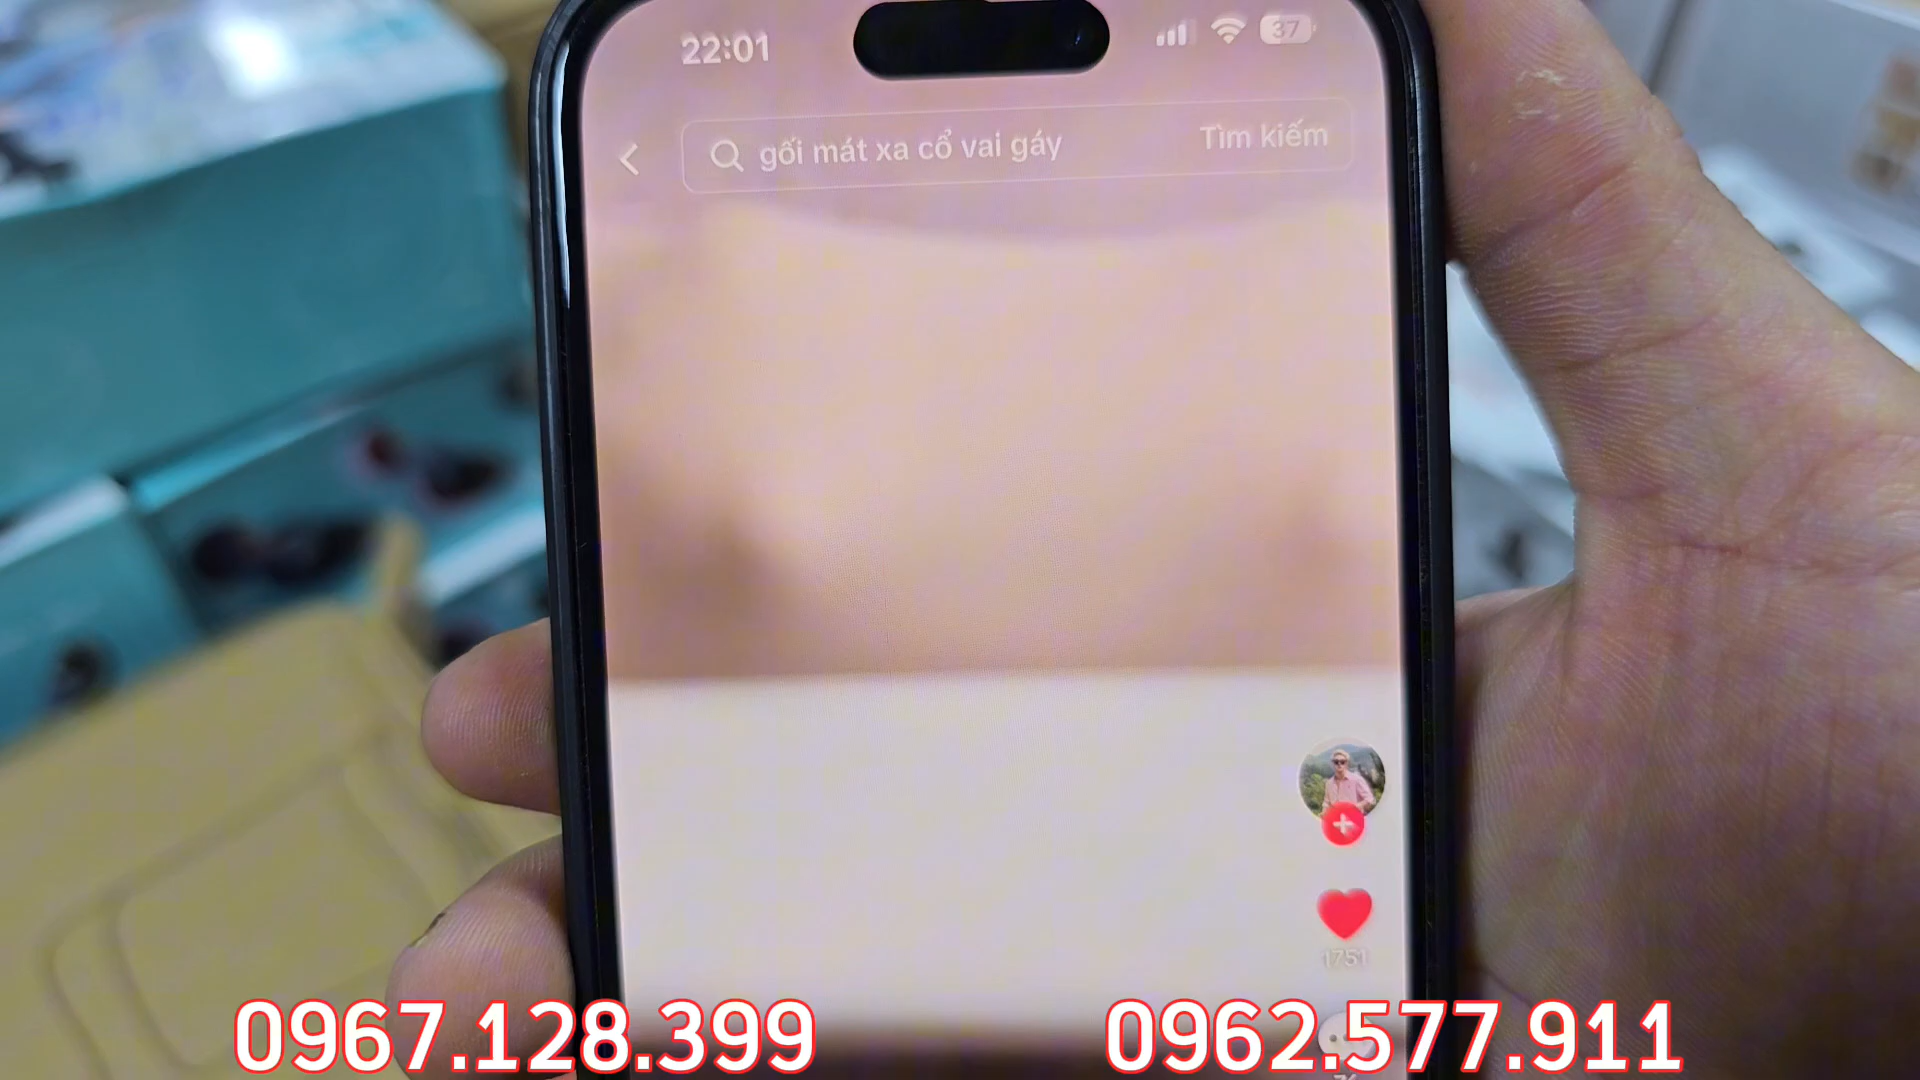 22:01
37
gối mát xa cổ vai gáy
Tìm kiếm
1751
0967.128.399
0962.577.911